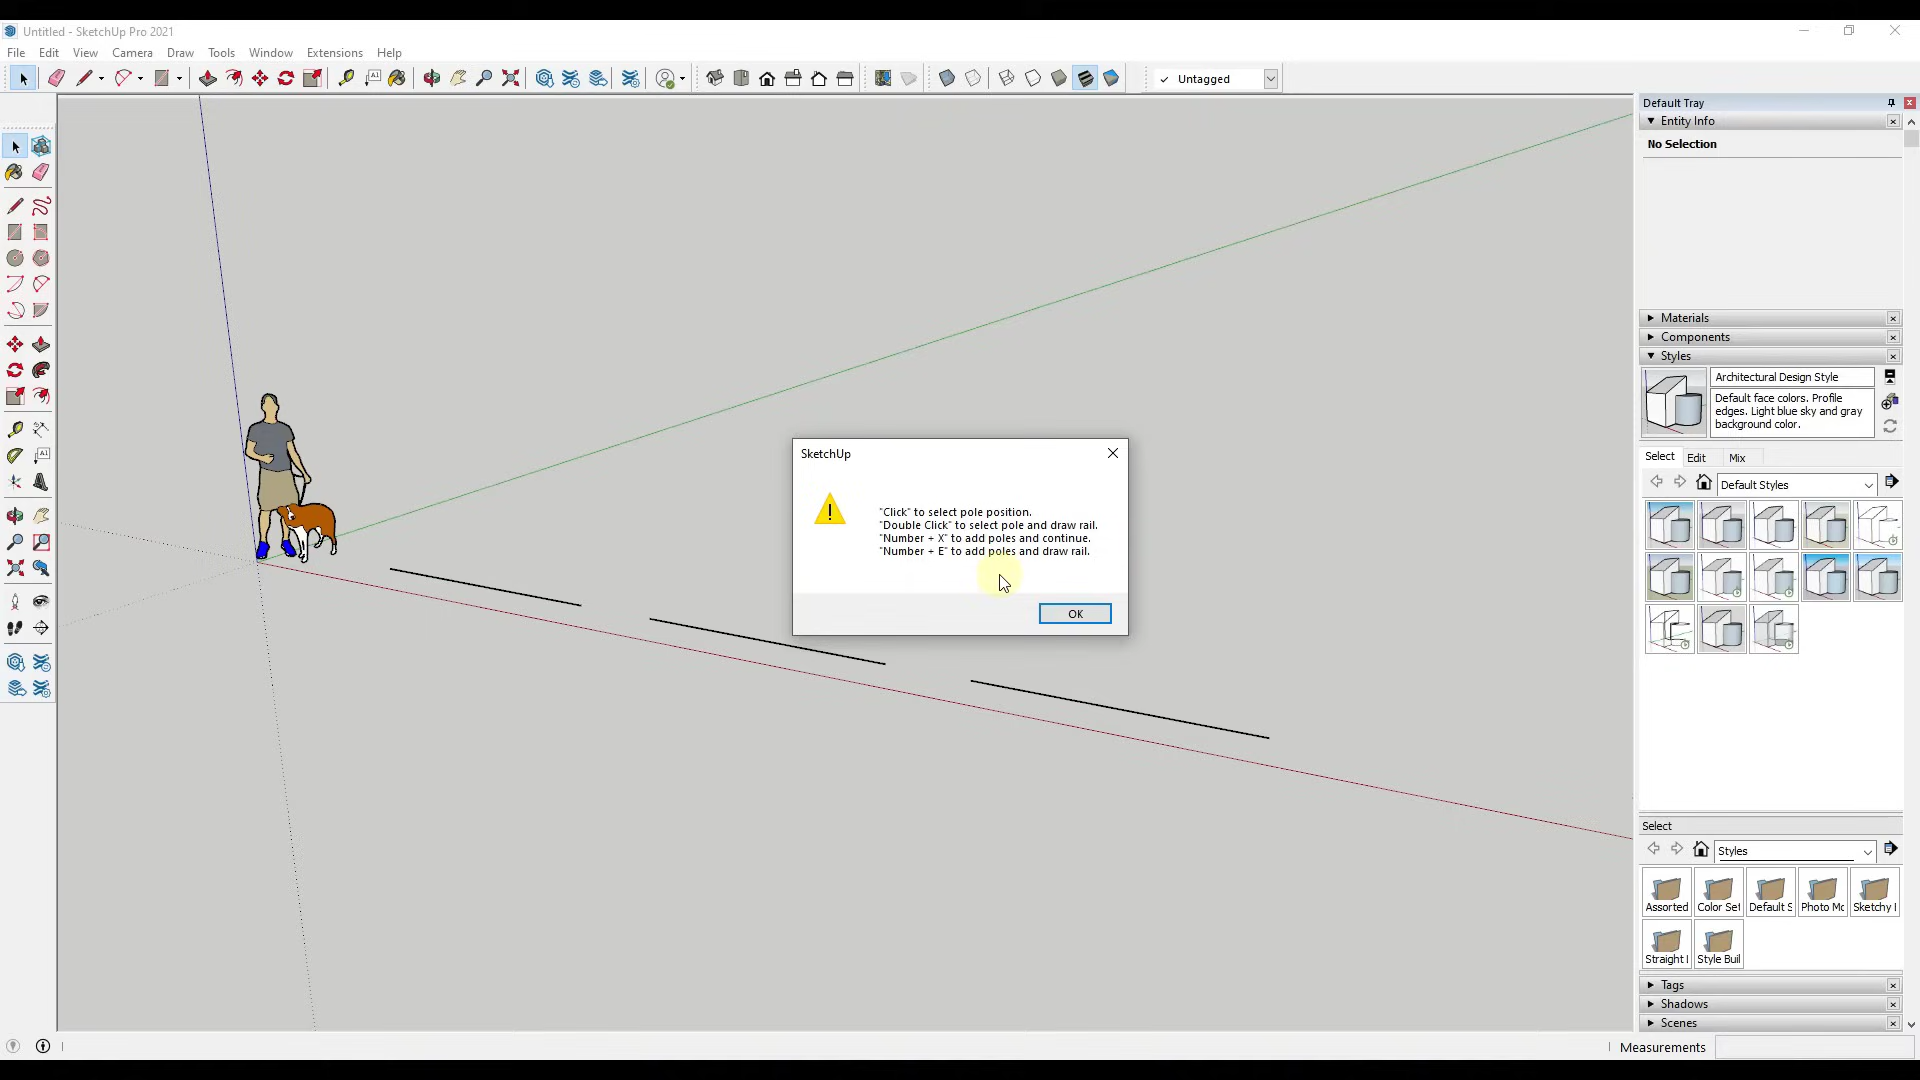 Untitled - SketchUp Pro 2021
File Edit View Camera Draw Tools Window Extensions Help
Untagged
Default Tray
Entity Info
No Selection
Materials
Components
Styles
Architectural Design Style
Default face colors. Profile
edges. Light blue sky and gray
background color.
Select Edit Mix
Default Styles
SketchUp
"Click" to select pole position.
"Double Click" to select pole and draw rail.
"Number + X" to add poles and continue.
"Number + E" to add poles and draw rail.
OK
Select
Styles
Assorted Color Set Default S Photo Mo Sketchy I
Straight l Style Buil
Tags
Shadows
Scenes
Measurements